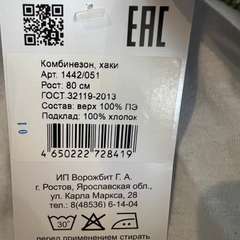 EAC
Комбинезон, хаки
Арт. 1442/051
Рост: 80 см
ГОСТ 32119-2013
Состав: верх 100% ПЭ
Подклад: 100% хлопок
01
4 650222 728419
ИП Ворожбит Г. А.
г. Ростов, Ярославская обл.,
ул. Карла Маркса, 28
тел. 8(48536) 6-14-04
30°
перед применением стирать